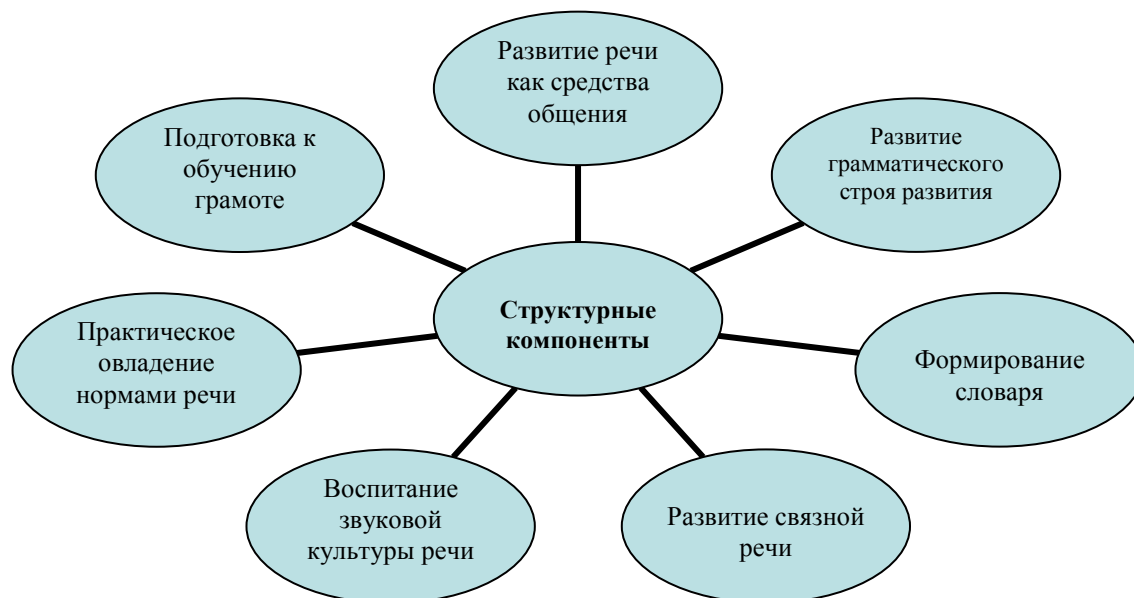 Развитие речи
как средства
общения
Подготовка к
обучению
грамоте
Развитие
грамматического
строя развития
Структурные
компоненты
Практическое
овладение
нормами речи
Формирование
словаря
Воспитание
звуковой
культуры речи
Развитие связной
речи